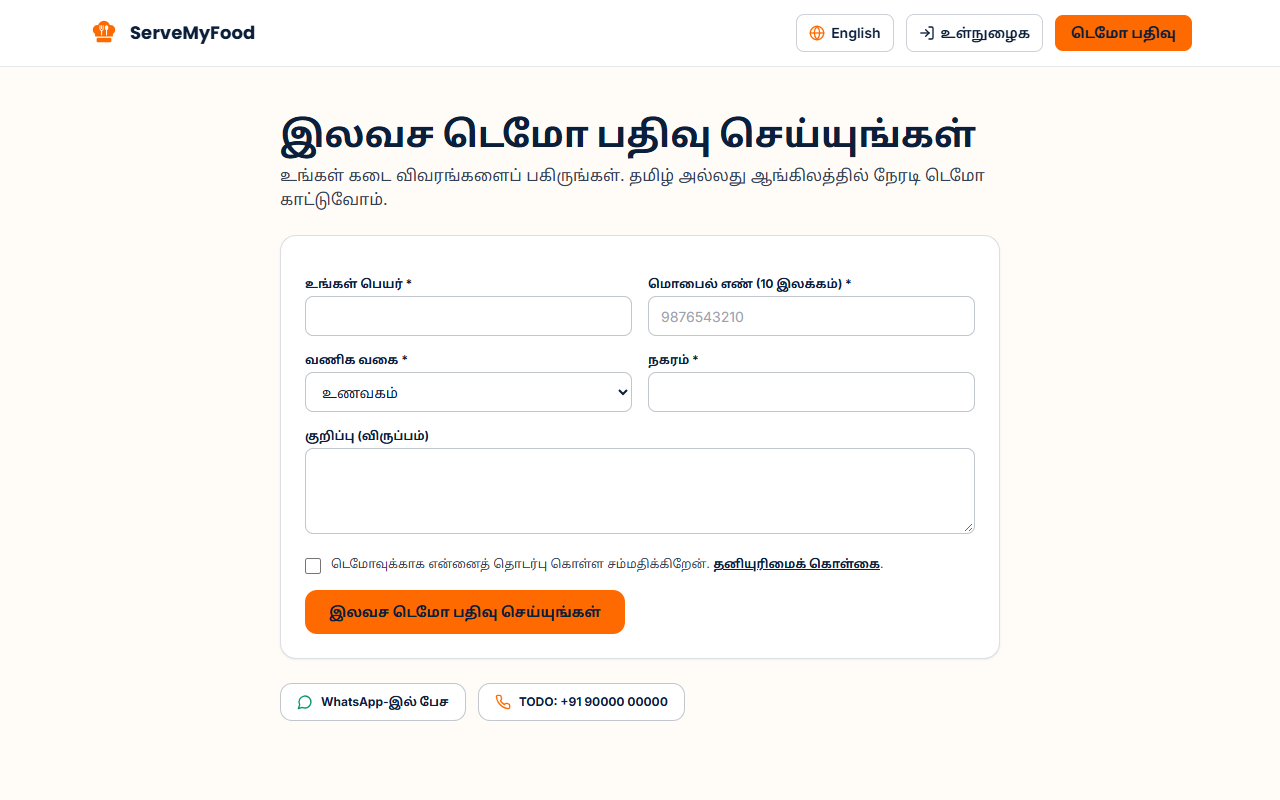 ServeMyFood
English
உள்நுழைக
டெமோ பதிவு
இலவச டெமோ பதிவு செய்யுங்கள்
உங்கள் கடை விவரங்களைப் பகிருங்கள். தமிழ் அல்லது ஆங்கிலத்தில் நேரடி டெமோ
காட்டுவோம்.
உங்கள் பெயர் *
மொபைல் எண் (10 இலக்கம்) *
9876543210
வணிக வகை *
நகரம் *
உணவகம்
குறிப்பு (விருப்பம்)
டெமோவுக்காக என்னைத் தொடர்பு கொள்ள சம்மதிக்கிறேன். தனியுரிமைக் கொள்கை.
இலவச டெமோ பதிவு செய்யுங்கள்
WhatsApp-இல் பேச
TODO: +91 90000 00000